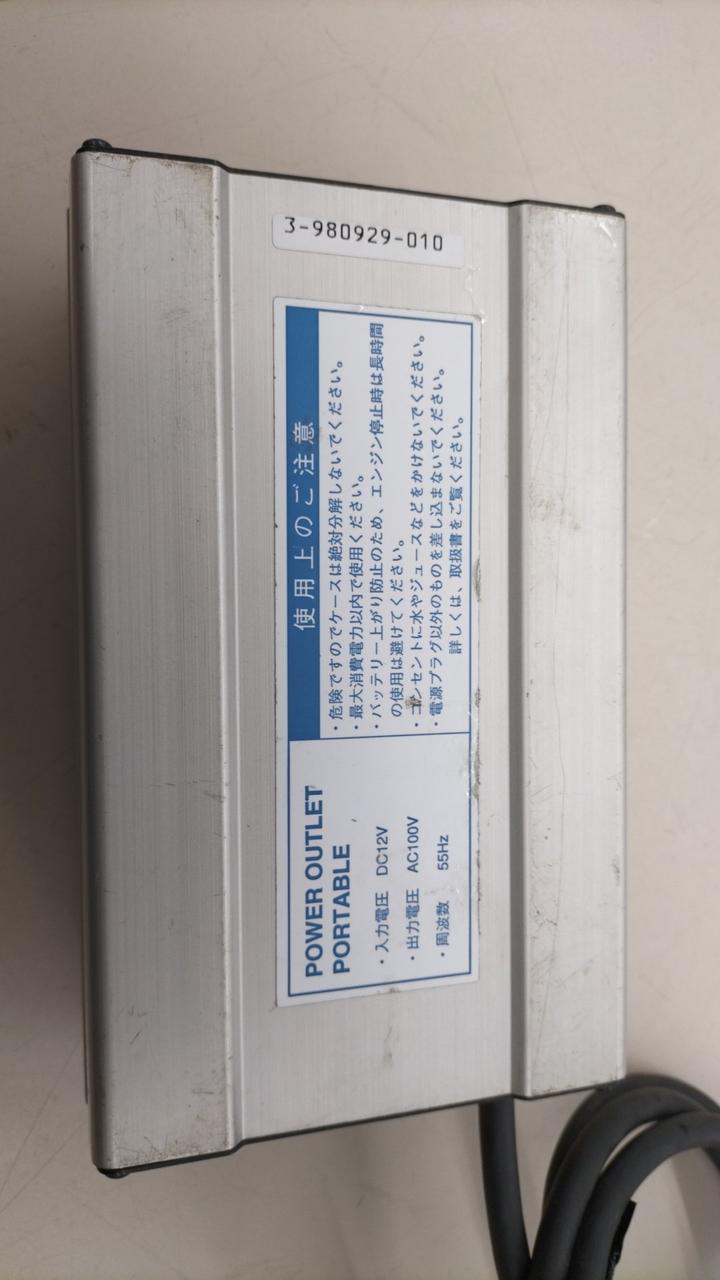 3-980929-010
POWER OUTLET
PORTABLE
・入力電圧 DC12V
・出力電圧 AC100V
・周波数 55Hz
使用上のご注意
・危険ですのでケースは絶対分解しないでください。
・最大消費電力以内で使用ください。
・バッテリー上がり防止のため、エンジン停止時は長時間
の使用は避けてください。
・コンセントに水やジュースなどをかけないでください。
・電源プラグ以外のものを差し込まないでください。
詳しくは、取扱書をご覧ください。